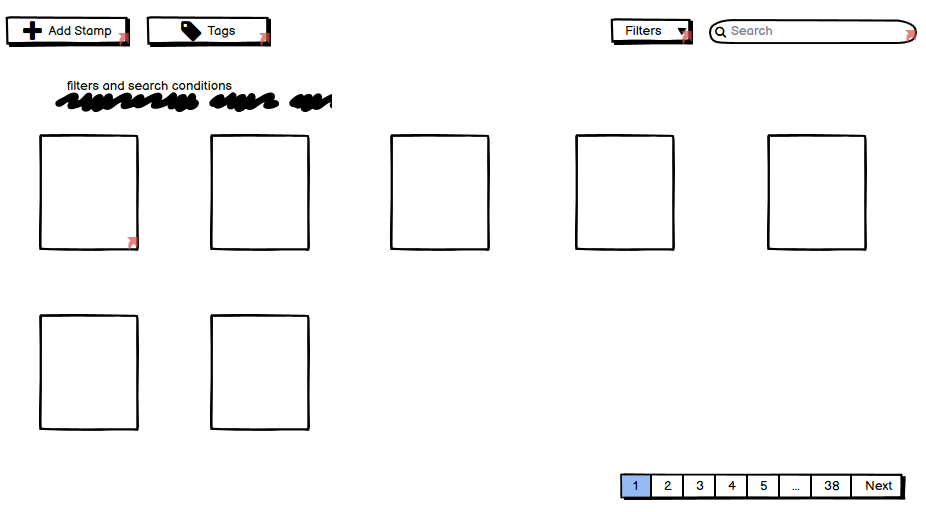 Add Stamp
Tags
Filters
Search
filters and search conditions
1 2 3 4 5 ... 38 Next